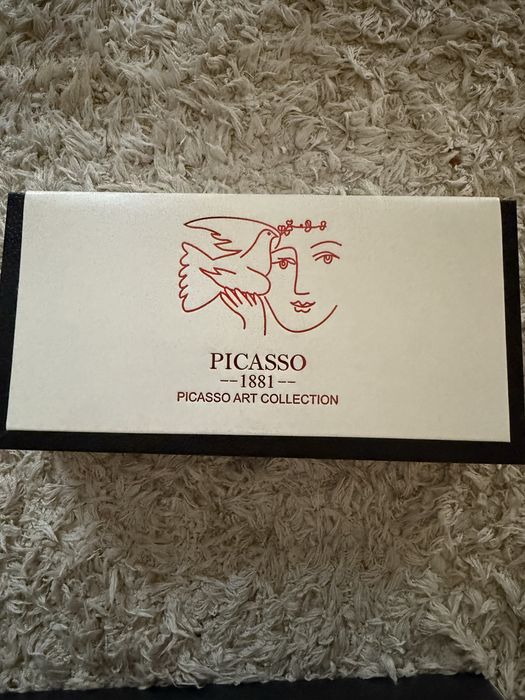 PICASSO
--1881--
PICASSO ART COLLECTION